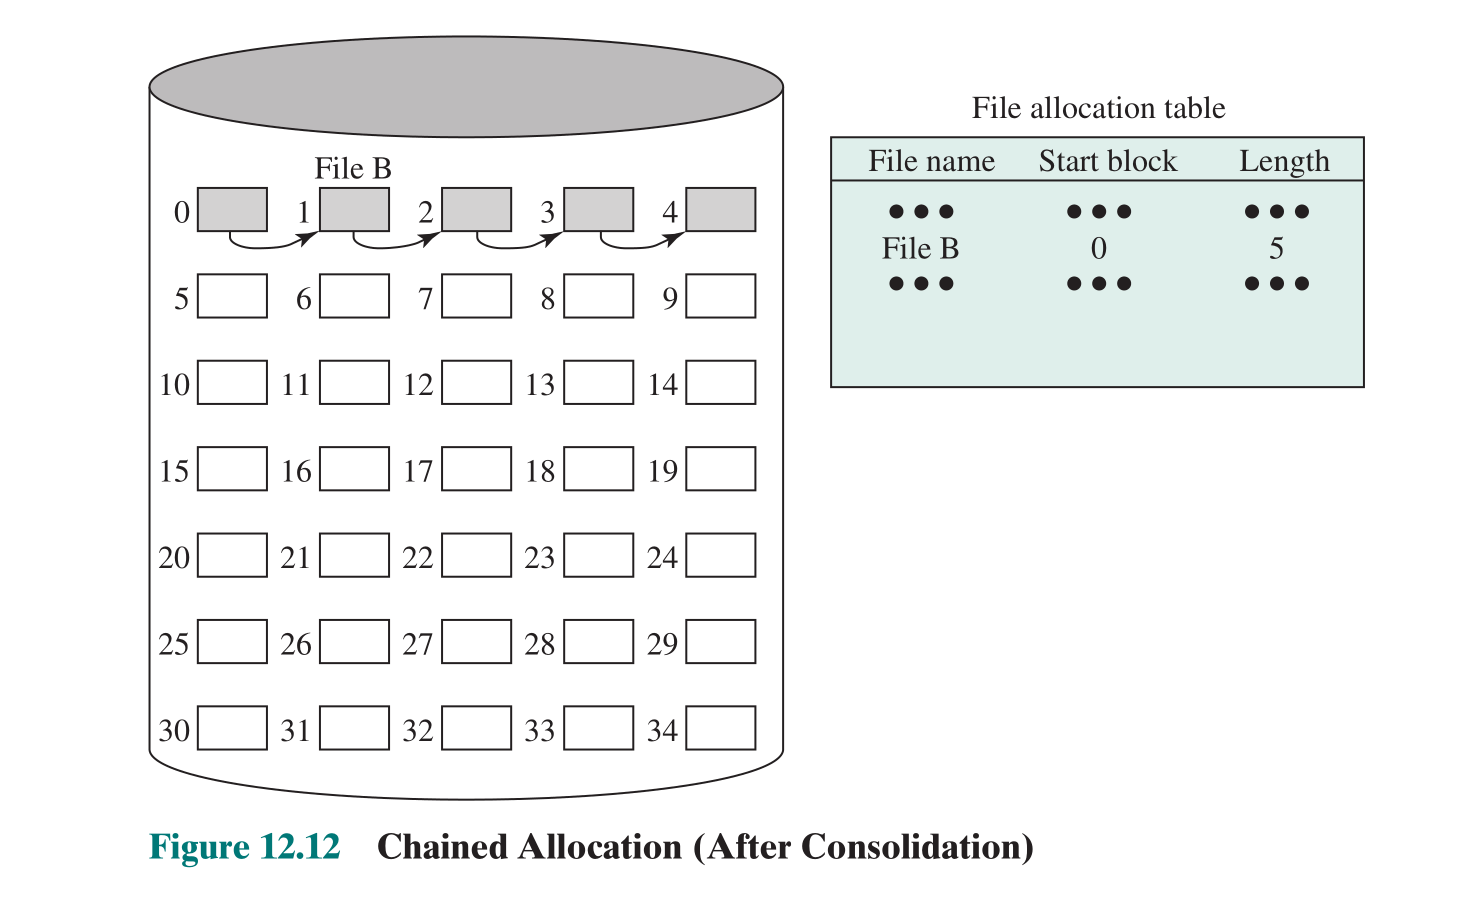 File allocation table
File name Start block Length
••• ••• •••
File B 0 5
••• ••• •••
File B
0 1 2 3 4
5 6 7 8 9
10 11 12 13 14
15 16 17 18 19
20 21 22 23 24
25 26 27 28 29
30 31 32 33 34
Figure 12.12 Chained Allocation (After Consolidation)